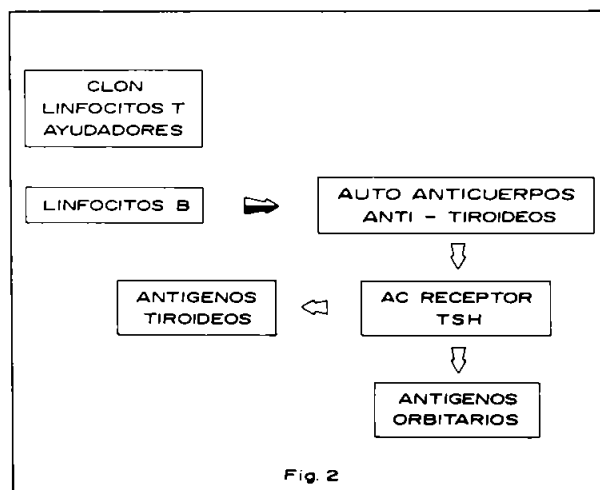 CLON
LINFOCITOS T
AYUDADORES
LINFOCITOS B
AUTO ANTICUERPOS
ANTI - TIROIDEOS
ANTIGENOS
TIROIDEOS
AC RECEPTOR
TSH
ANTIGENOS
ORBITARIOS
Fig. 2